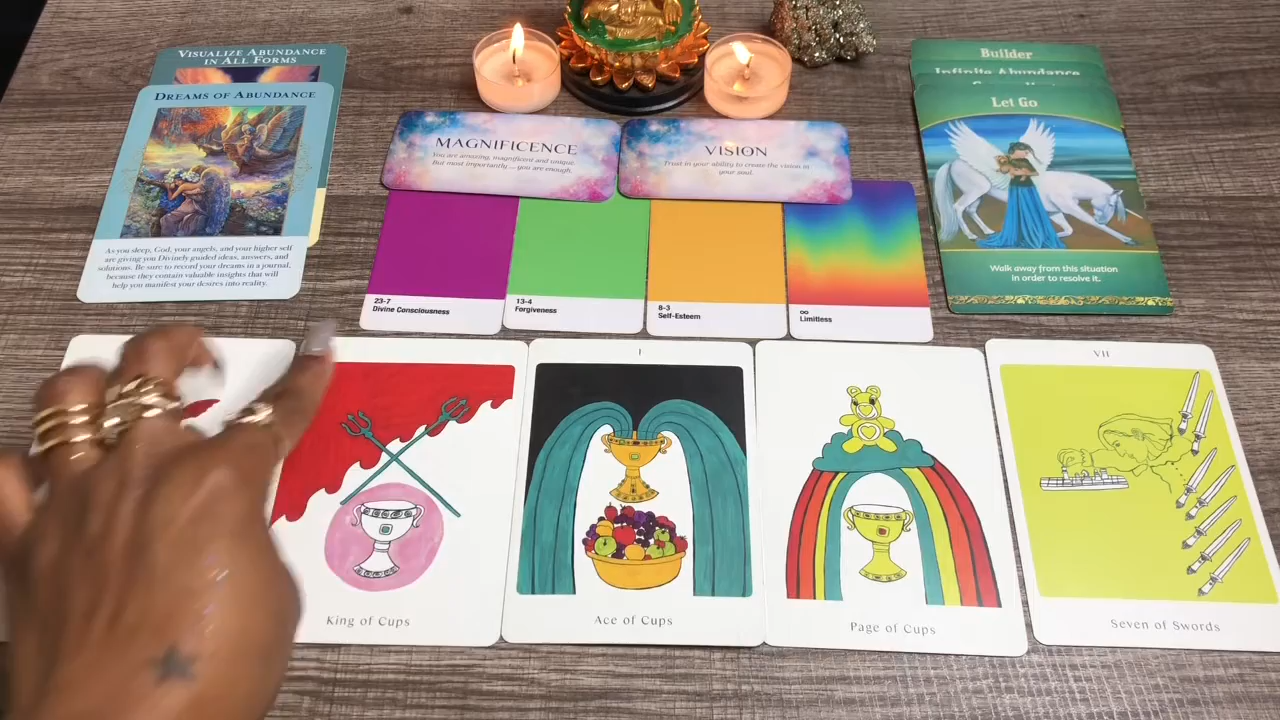 VISUALIZE ABUNDANCE
IN ALL FORMS
DREAMS OF ABUNDANCE
As you sleep, God, your angels, and your higher self
are giving you Divinely guided ideas, answers, and
solutions. Be sure to record your dreams in a journal,
because they contain valuable insights that will
help you manifest your desires into reality.
MAGNIFICENCE
You are amazing, magnificent and unique.
But most importantly ... you are enough.
VISION
Trust in your ability to create the vision in
your soul.
23-7
Divine Consciousness
13-4
Forgiveness
8-3
Self-Esteem
∞
Limitless
Builder
Infinite Abundance
Let Go
Walk away from this situation
in order to resolve it.
King of Cups
I
Ace of Cups
Page of Cups
VII
Seven of Swords